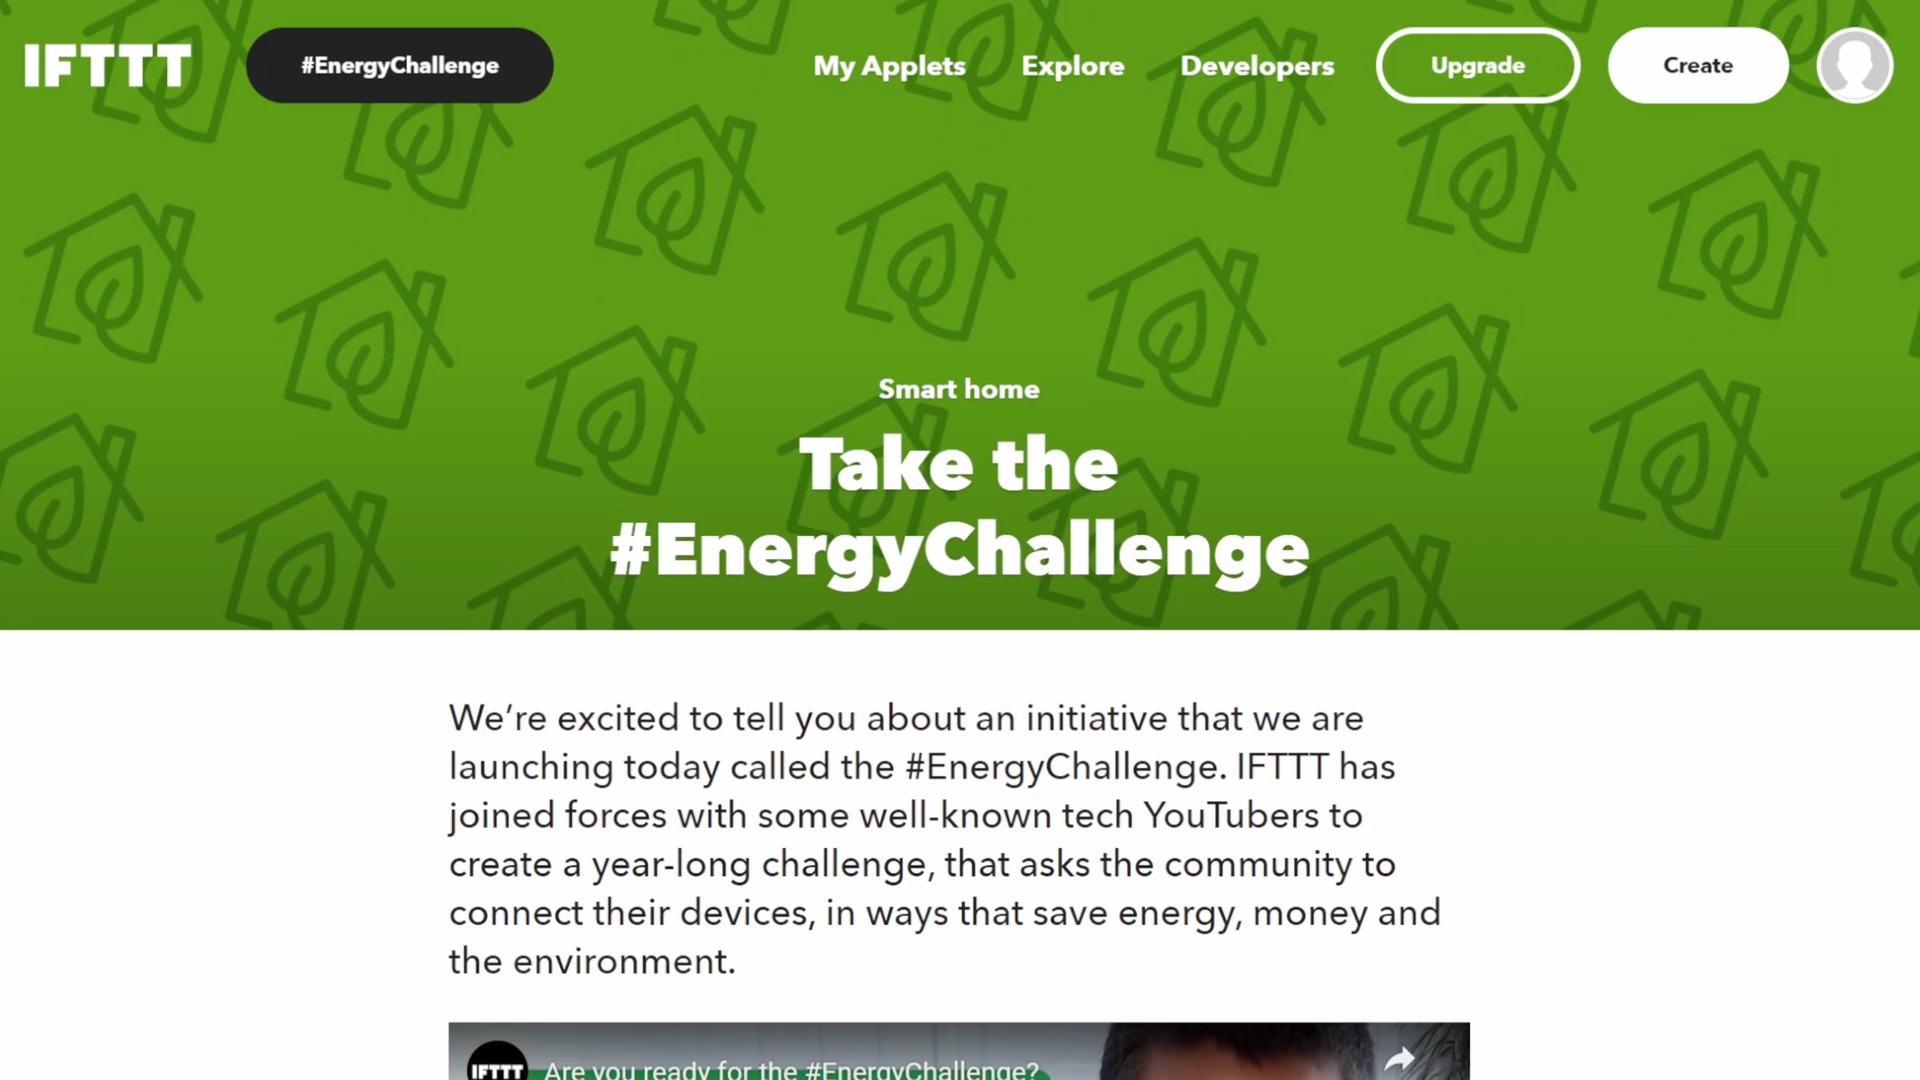 IFTTT
#EnergyChallenge
My Applets
Explore
Developers
Upgrade
Create
Smart home
Take the
#EnergyChallenge
We’re excited to tell you about an initiative that we are
launching today called the #EnergyChallenge. IFTTT has
joined forces with some well-known tech YouTubers to
create a year-long challenge, that asks the community to
connect their devices, in ways that save energy, money and
the environment.
IFTTT
Are you ready for the #EnergyChallenge?